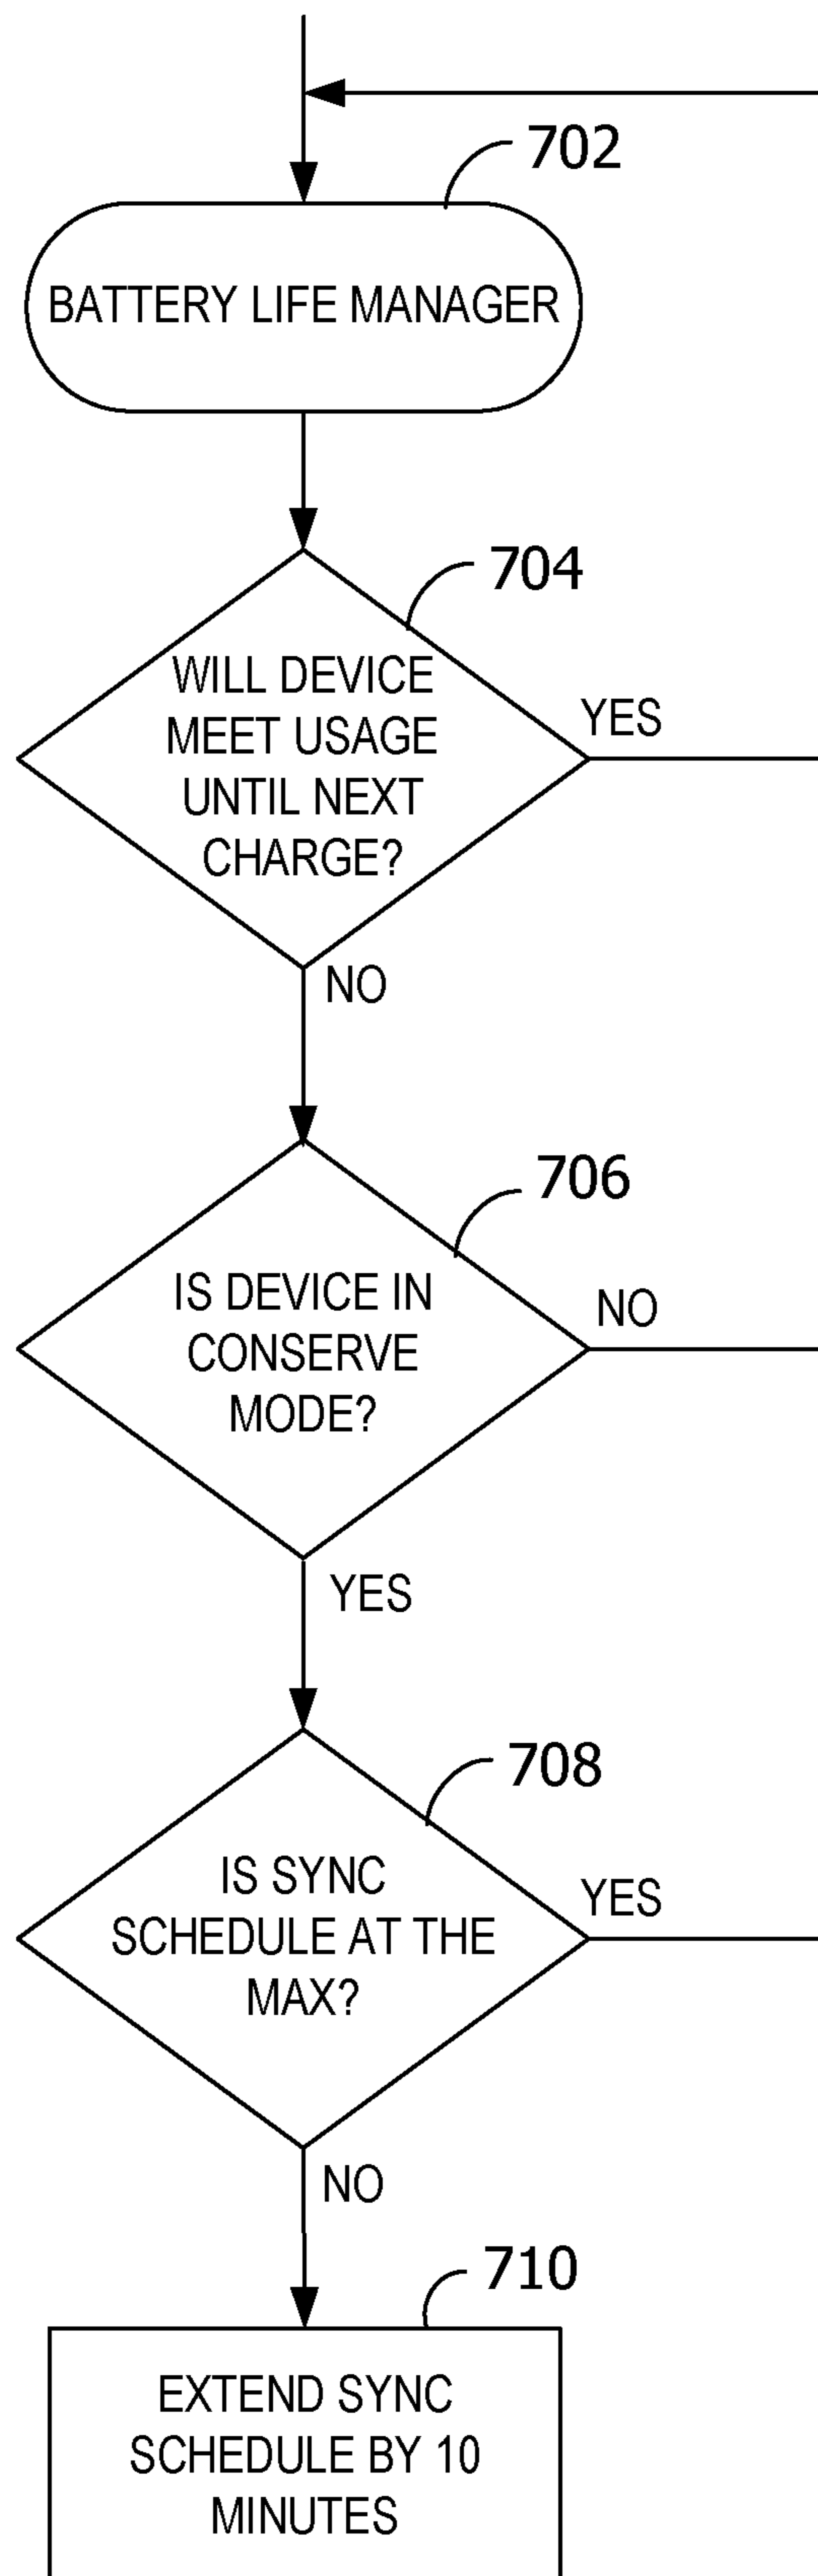 702
BATTERY LIFE MANAGER
704
WILL DEVICE
MEET USAGE
UNTIL NEXT
CHARGE?
YES
NO
706
IS DEVICE IN
CONSERVE
MODE?
NO
YES
708
IS SYNC
SCHEDULE AT THE
MAX?
YES
NO
710
EXTEND SYNC
SCHEDULE BY 10
MINUTES